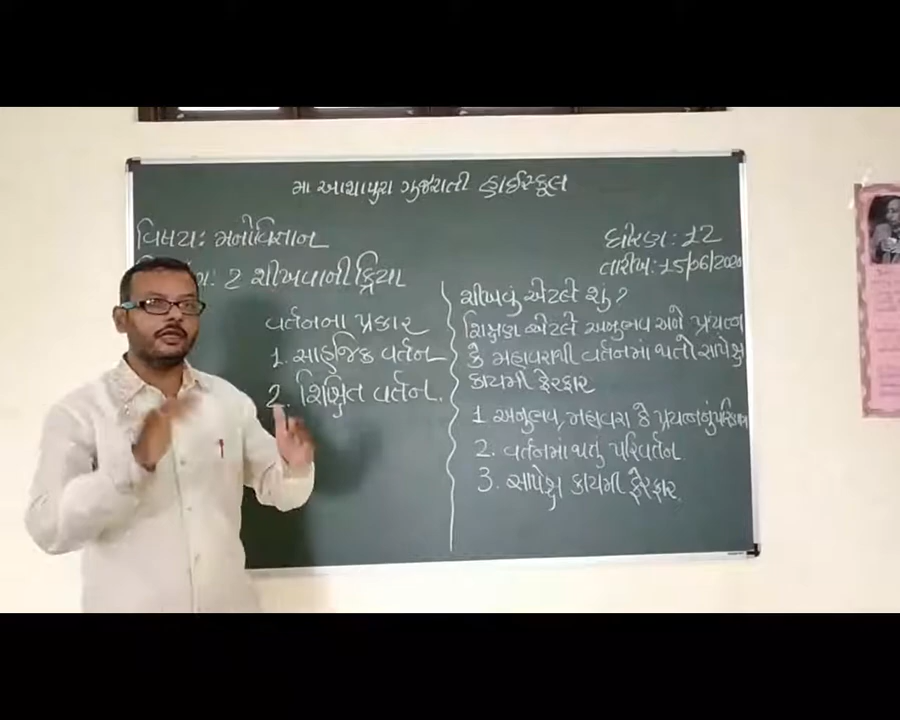 મા આશાપુરા ગુજરાતી હાઈસ્કૂલ
વિષય: મનોવિજ્ઞાન
ધોરણ: 12
તારીખ: 15/06/2020
: 2 શીખવાની ક્રિયા
વર્તનના પ્રકાર
1. સાહજિક વર્તન
2. શિક્ષિત વર્તન.
શીખવું એટલે શું?
શિક્ષણ એટલે અનુભવ અને પ્રયત્ન
કે મહાવરાથી વર્તનમાં થતો સાપેક્ષ
કાયમી ફેરફાર
1 અનુભવ, મહાવરા કે પ્રયત્નનું પરિણામ
2. વર્તનમાં થતું પરિવર્તન.
3. સાપેક્ષ કાયમી ફેરફાર.